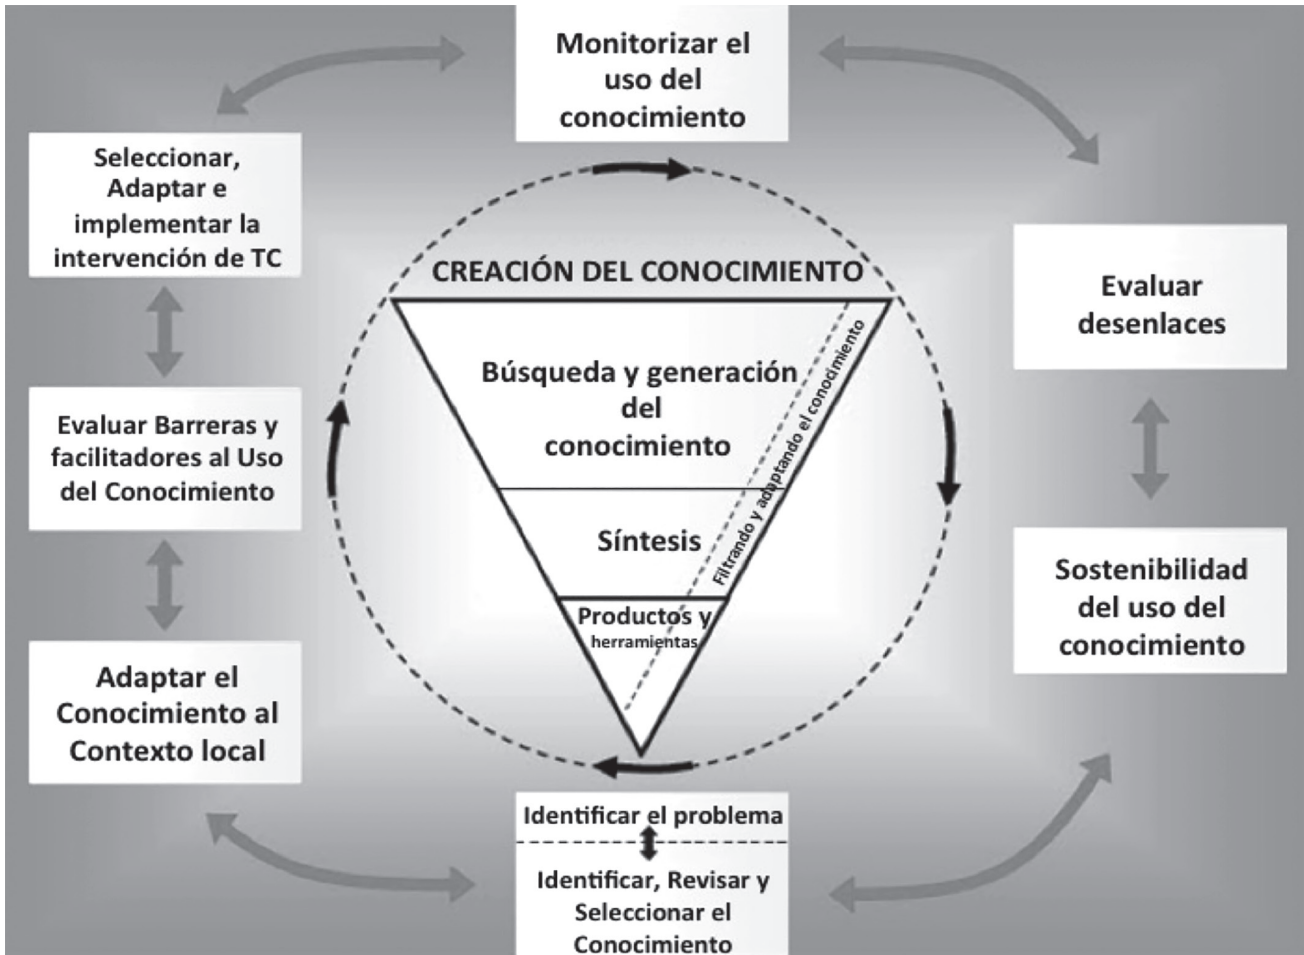 Monitorizar el
uso del
conocimiento
Seleccionar,
Adaptar e
implementar la
intervención de TC
Evaluar
desenlaces
CREACIÓN DEL CONOCIMIENTO
Búsqueda y generación
del
conocimiento
Filtrando y adaptando el conocimiento
Síntesis
Productos y
herramientas
Evaluar Barreras y
facilitadores al Uso
del Conocimiento
Sostenibilidad
del uso del
conocimiento
Adaptar el
Conocimiento al
Contexto local
Identificar el problema
Identificar, Revisar y
Seleccionar el
Conocimiento